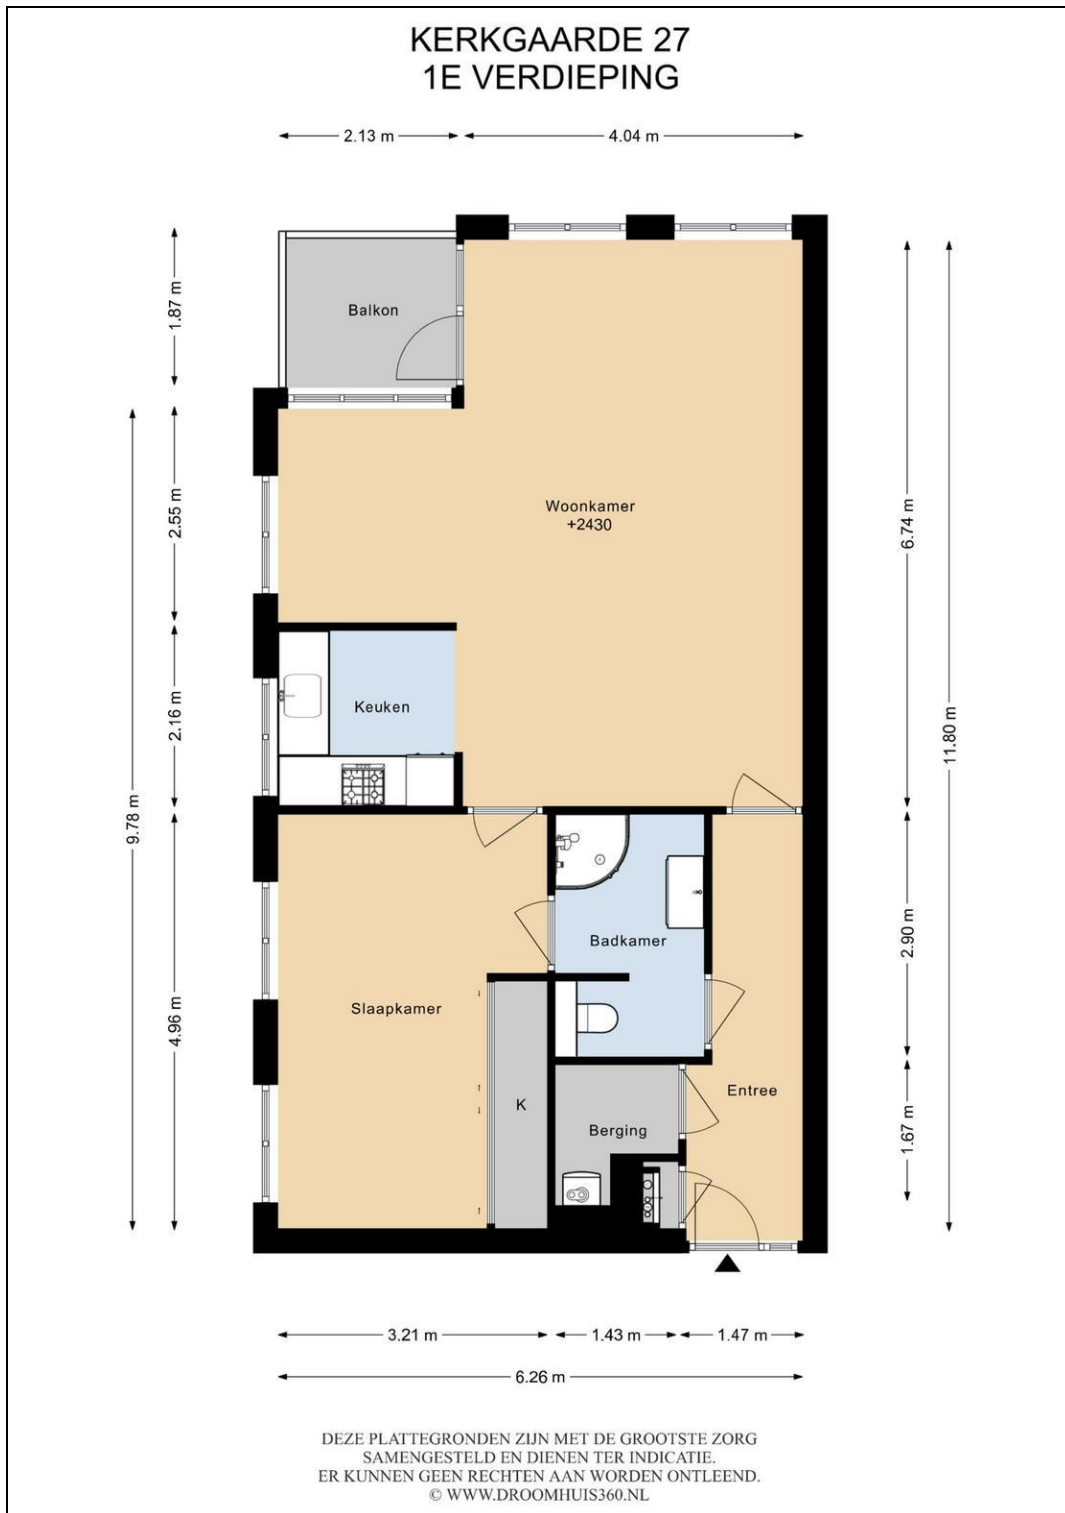 KERKGAARDE 27
1E VERDIEPING
2.13 m
4.04 m
1.87 m
Balkon
2.55 m
Woonkamer
+2430
6.74 m
2.16 m
Keuken
11.80 m
9.78 m
2.90 m
Badkamer
4.96 m
Slaapkamer
K
Entree
Berging
1.67 m
3.21 m
1.43 m
1.47 m
6.26 m
DEZE PLATTEGRONDEN ZIJN MET DE GROOTSTE ZORG
SAMENGESTELD EN DIENEN TER INDICATIE.
ER KUNNEN GEEN RECHTEN AAN WORDEN ONTLEEND.
© WWW.DROOMHUIS360.NL